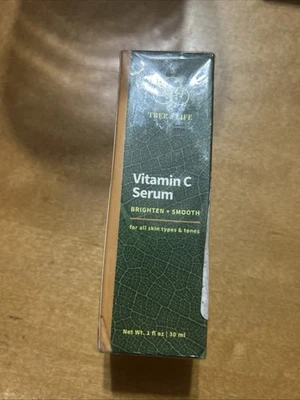 TREE of LIFE
Vitamin C
Serum
BRIGHTEN + SMOOTH
for all skin types & tones
Net Wt. 1 fl oz | 30 ml